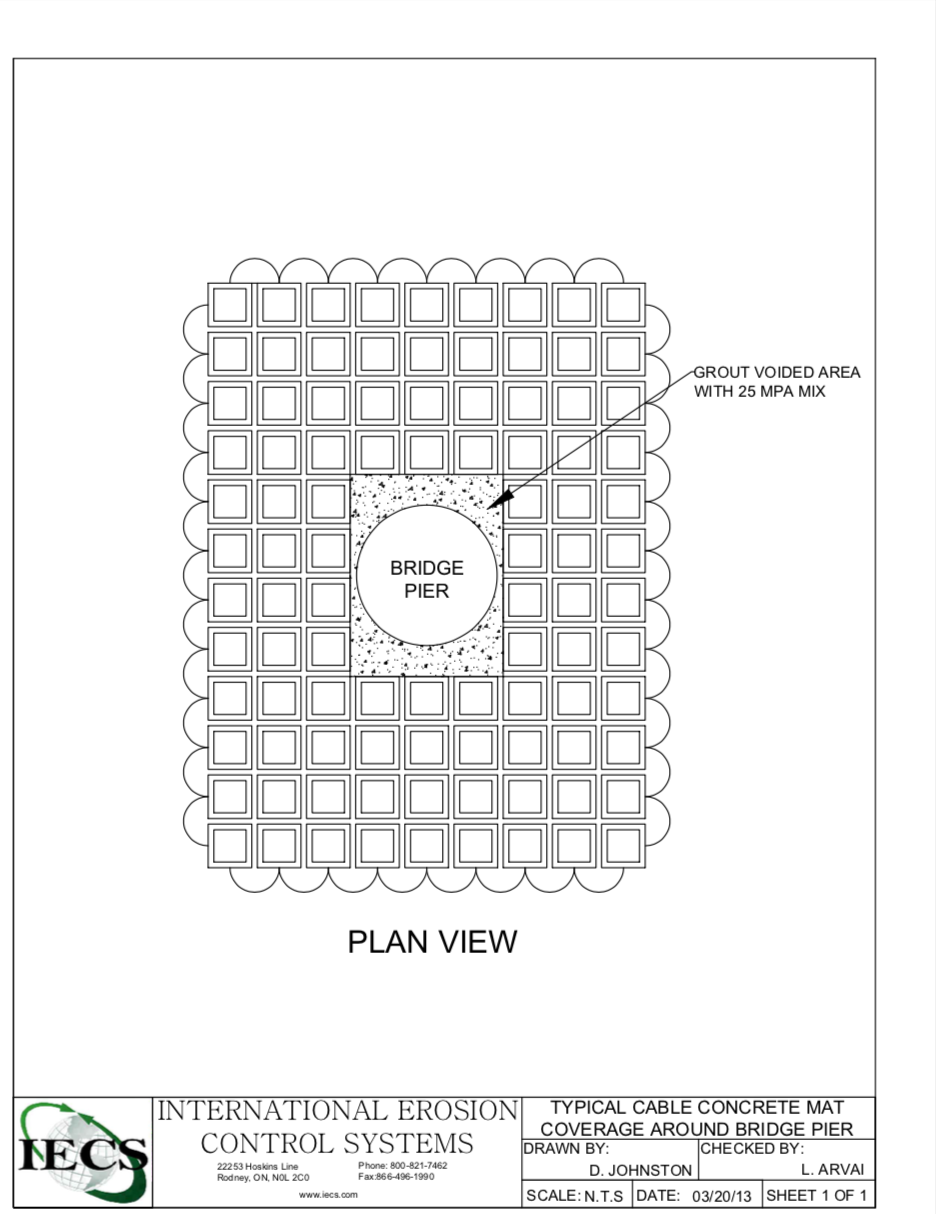 GROUT VOIDED AREA
WITH 25 MPA MIX
BRIDGE
PIER
PLAN VIEW
IECS
INTERNATIONAL EROSION
CONTROL SYSTEMS
22253 Hoskins Line
Rodney, ON, N0L 2C0
Phone: 800-821-7462
Fax:866-496-1990
www.iecs.com
TYPICAL CABLE CONCRETE MAT
COVERAGE AROUND BRIDGE PIER
DRAWN BY:
D. JOHNSTON
CHECKED BY:
L. ARVAI
SCALE: N.T.S
DATE: 03/20/13
SHEET 1 OF 1